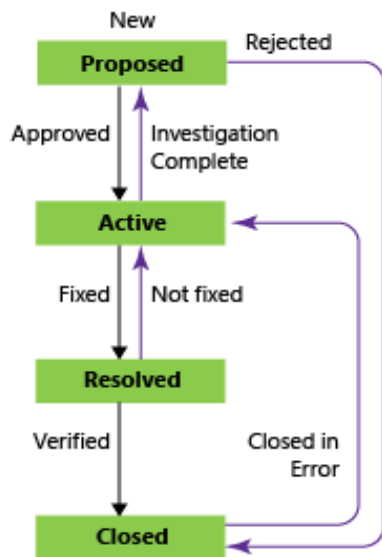 New
Proposed
Rejected
Approved
Investigation
Complete
Active
Fixed
Not fixed
Resolved
Verified
Closed in
Error
Closed